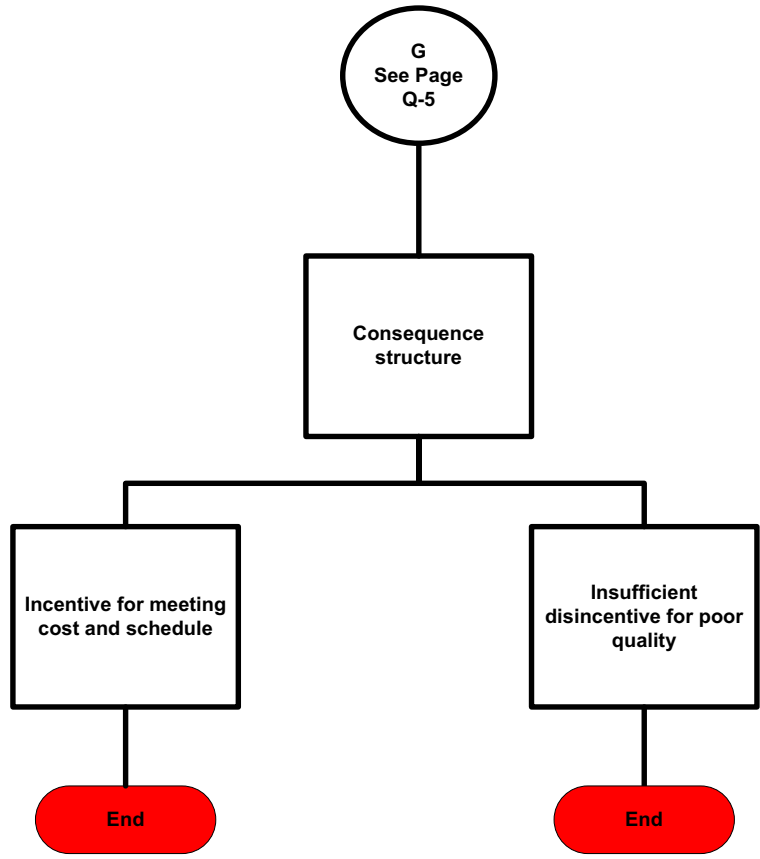 G
See Page
Q-5
Consequence
structure
Incentive for meeting
cost and schedule
Insufficient
disincentive for poor
quality
End
End